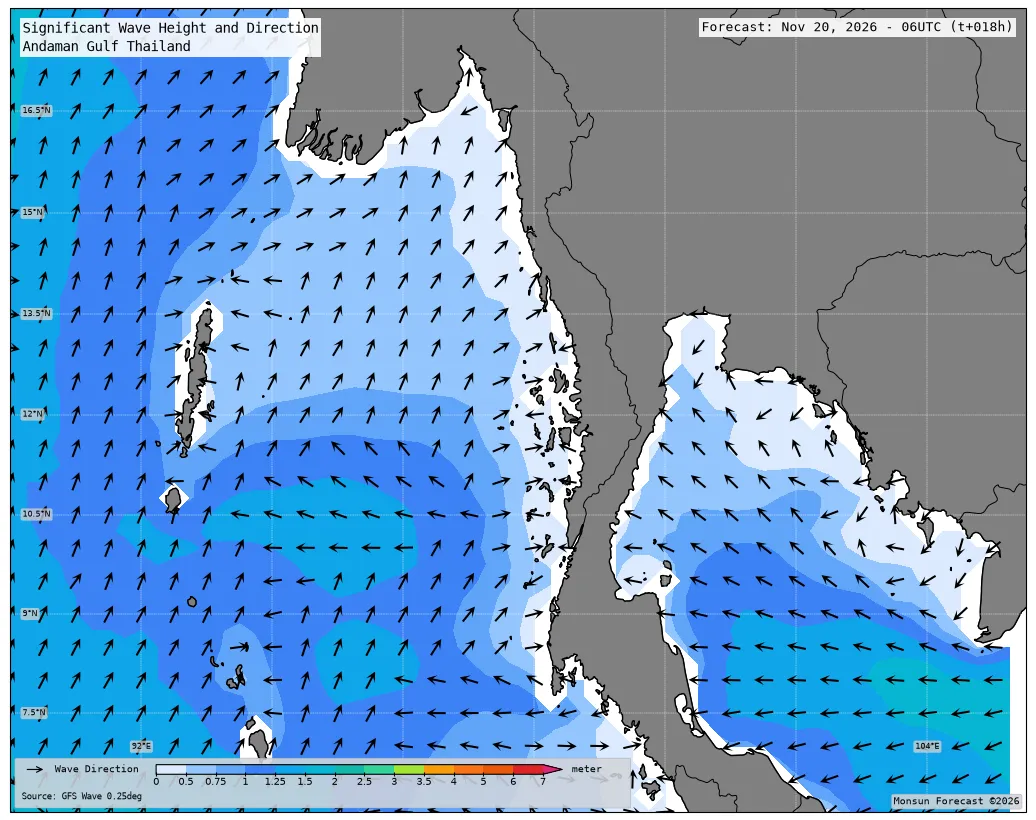 Significant Wave Height and Direction
Andaman Gulf Thailand
Forecast: Nov 20, 2026 - 06UTC (t+018h)
16.5°N
15°N
13.5°N
12°N
10.5°N
9°N
7.5°N
92°E
104°E
Wave Direction
0.5 0.75 1 1.25 1.5 2 2.5 3 3.5 4 5 6 7
meter
Source: GFS Wave 0.25deg
Monsun Forecast ©2026